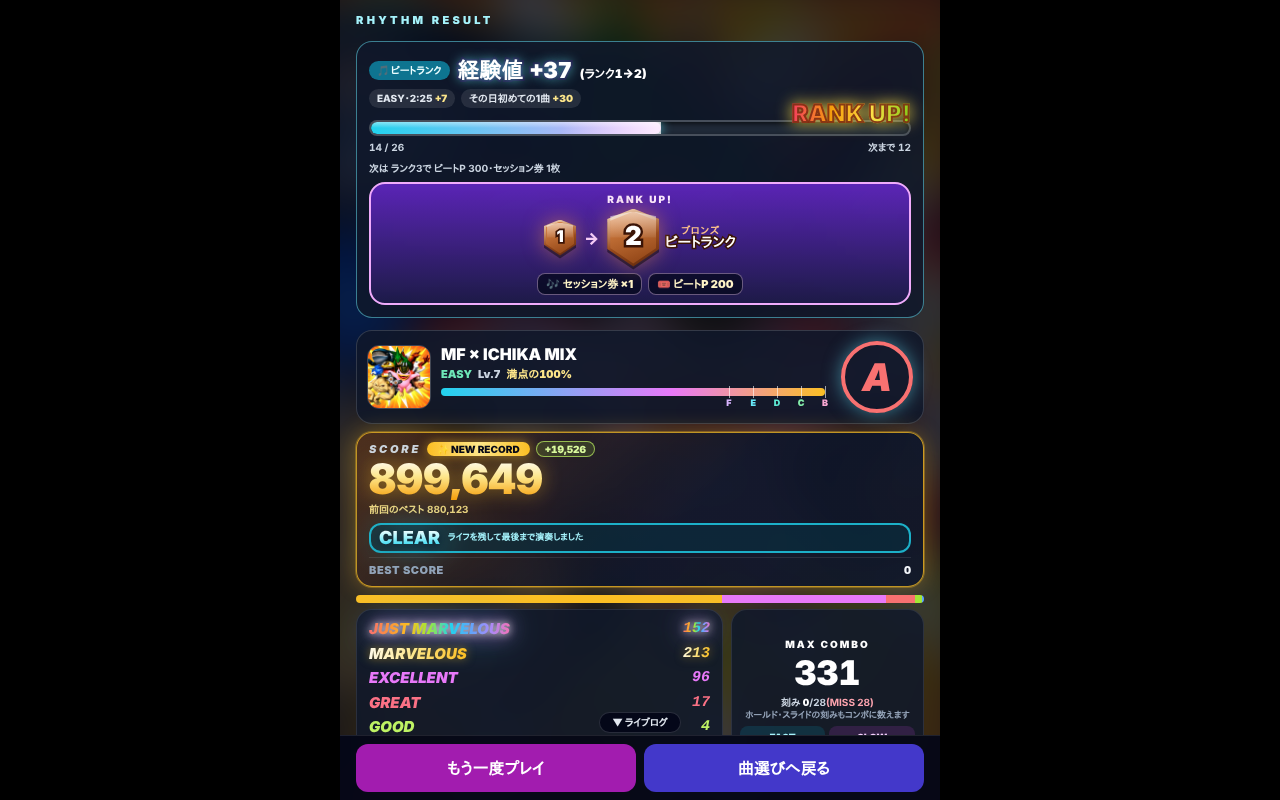 RHYTHM RESULT
ビートランク 経験値 +37 (ランク1→2)
EASY・2:25 +7 その日初めての1曲 +30
RANK UP!
14 / 26 次まで 12
次は ランク3で ビートP 300・セッション券 1枚
RANK UP!
1 → 2 ブロンズ
ビートランク
セッション券 ×1 ビートP 200
MF × ICHIKA MIX
EASY Lv.7 満点の100%
F E D C B
A
SCORE NEW RECORD +19,526
899,649
前回のベスト 880,123
CLEAR ライフを残して最後まで演奏しました
BEST SCORE 0
JUST MARVELOUS 152
MARVELOUS 213
EXCELLENT 96
GREAT 17
GOOD 4
▼ ライブログ
MAX COMBO
331
刻み 0/28(MISS 28)
ホールド・スライドの刻みもコンボに数えます
もう一度プレイ 曲選びへ戻る